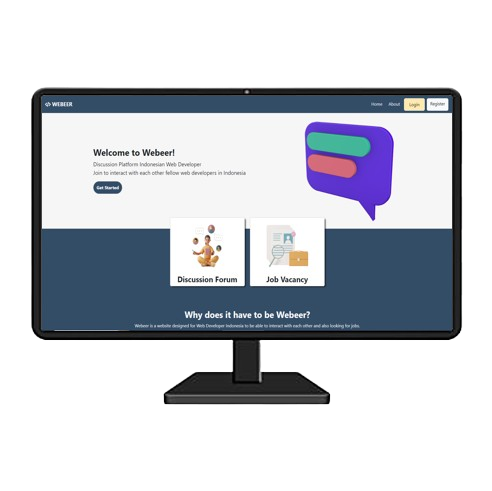 </> WEBEER
Home About Login Register
Welcome to Webeer!
Discussion Platform Indonesian Web Developer
Join to interact with each other fellow web developers in Indonesia
Get Started
Discussion Forum
Job Vacancy
Why does it have to be Webeer?
Webeer is a website designed for Web Developer Indonesia to be able to interact with each other and also looking for jobs.